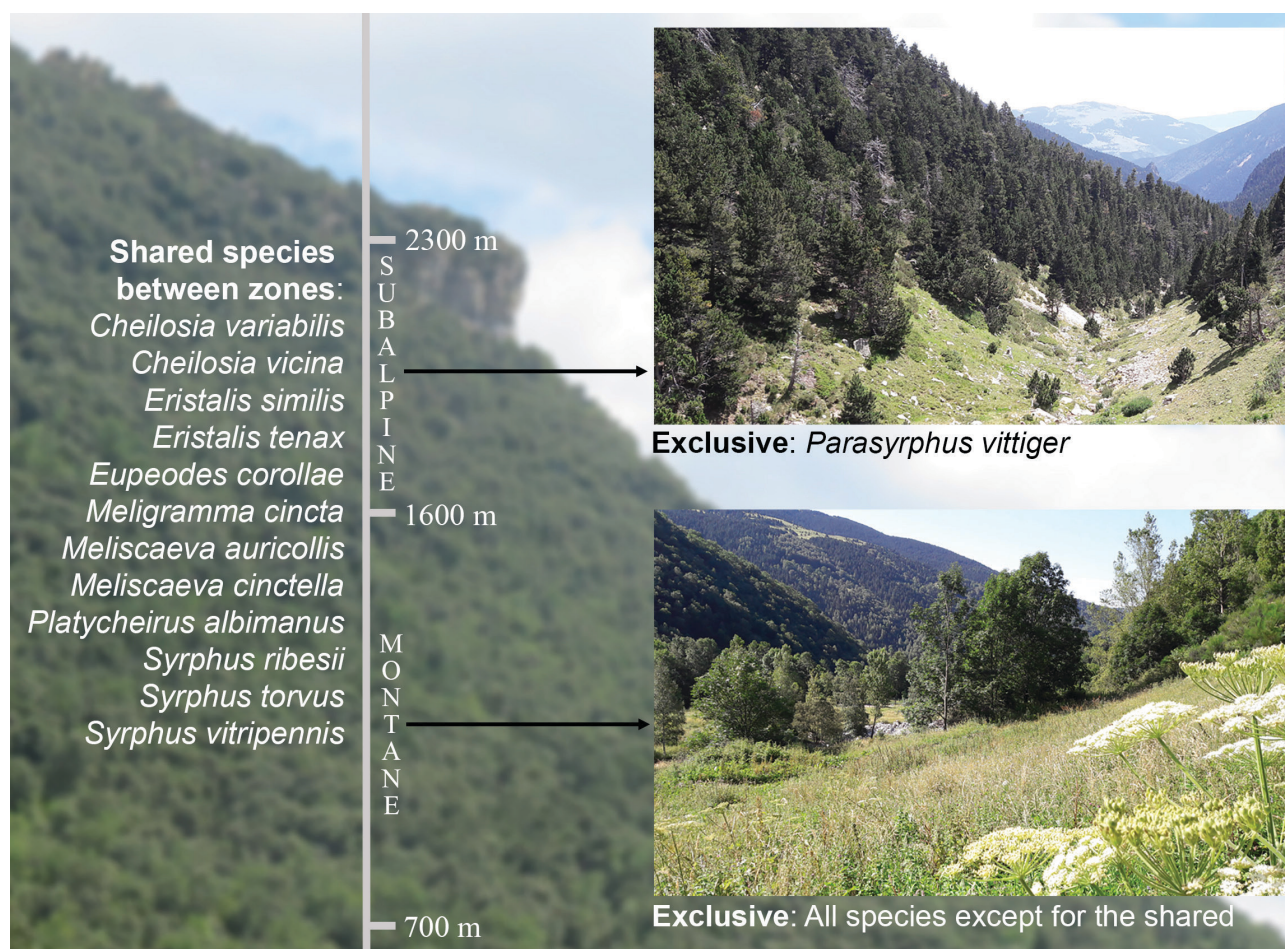 Shared species
between zones:
Cheilosia variabilis
Cheilosia vicina
Eristalis similis
Eristalis tenax
Eupeodes corollae
Meligramma cincta
Meliscaeva auricollis
Meliscaeva cinctella
Platycheirus albimanus
Syrphus ribesii
Syrphus torvus
Syrphus vitripennis
2300 m
SUBALPINE
1600 m
MONTANE
700 m
Exclusive: Parasyrphus vittiger
Exclusive: All species except for the shared